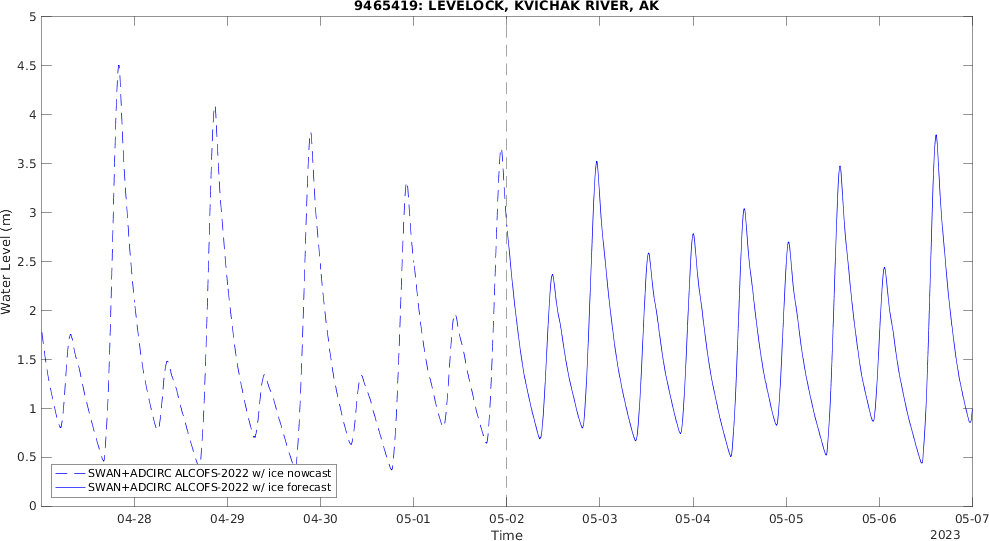 9465419: LEVELOCK, KVICHAK RIVER, AK
5
4.5
4
3.5
3
2.5
2
1.5
1
0.5
0
Water Level (m)
SWAN+ADCIRC ALCOFS-2022 w/ ice nowcast
SWAN+ADCIRC ALCOFS-2022 w/ ice forecast
04-28 04-29 04-30 05-01 05-02 05-03 05-04 05-05 05-06 05-07
Time
2023